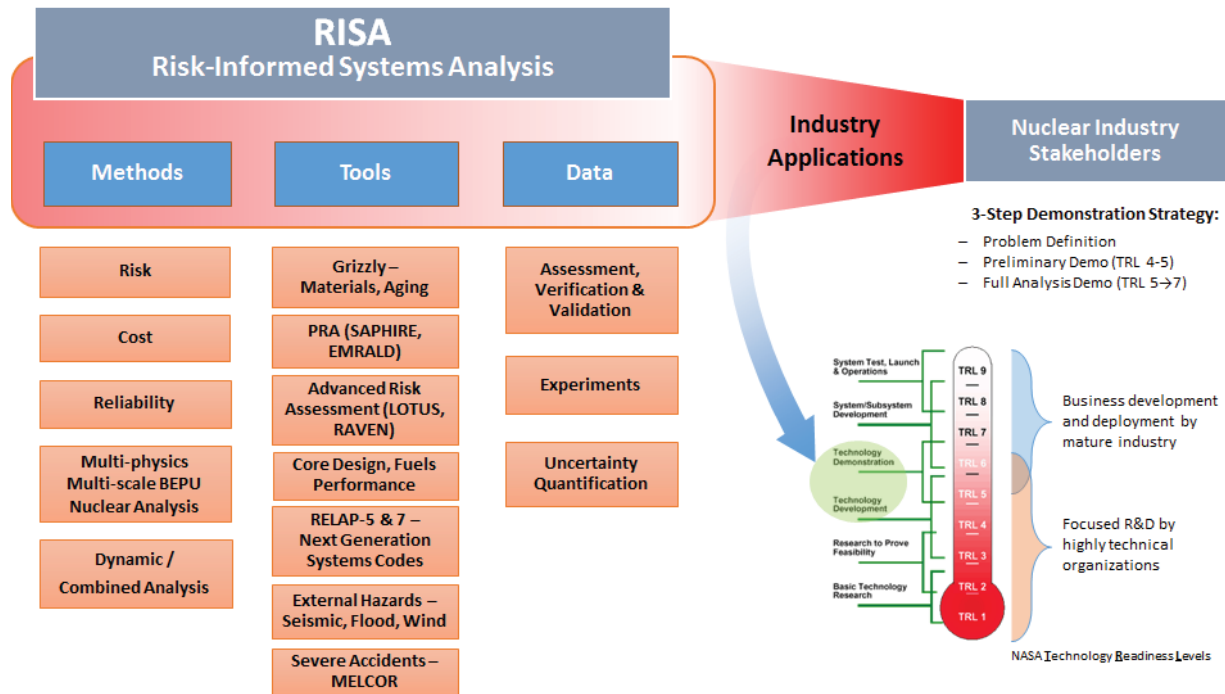 RISA
Risk-Informed Systems Analysis
Methods
Tools
Data
Risk
Cost
Reliability
Multi-physics
Multi-scale BEPU
Nuclear Analysis
Dynamic /
Combined Analysis
Grizzly –
Materials, Aging
PRA (SAPHIRE,
EMRALD)
Advanced Risk
Assessment (LOTUS,
RAVEN)
Core Design, Fuels
Performance
RELAP-5 & 7 –
Next Generation
Systems Codes
External Hazards –
Seismic, Flood, Wind
Severe Accidents –
MELCOR
Assessment,
Verification &
Validation
Experiments
Uncertainty
Quantification
Industry
Applications
Nuclear Industry
Stakeholders
3-Step Demonstration Strategy:
– Problem Definition
– Preliminary Demo (TRL 4-5)
– Full Analysis Demo (TRL 5→7)
System Test, Launch
& Operations
System/Subsystem
Development
Technology
Demonstration
Technology
Development
Research to Prove
Feasibility
Basic Technology
Research
TRL 9
TRL 8
TRL 7
TRL 6
TRL 5
TRL 4
TRL 3
TRL 2
TRL 1
Business development
and deployment by
mature industry
Focused R&D by
highly technical
organizations
NASA Technology Readiness Levels